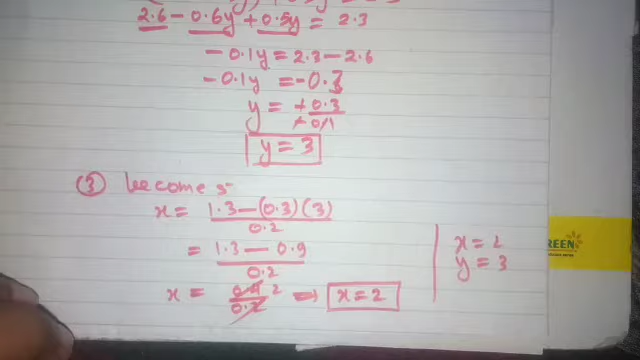 2.6 - 0.6y + 0.5y = 2.3
- 0.1y = 2.3 - 2.6
- 0.1y = - 0.3
y = + 0.3 / + 0/1
y = 3
③ becomes
x = 1.3 - (0.3)(3) / 0.2
= 1.3 - 0.9 / 0.2
x = 0.4 2 / 0.2 ⇒ x = 2
x = 2
y = 3
REEN